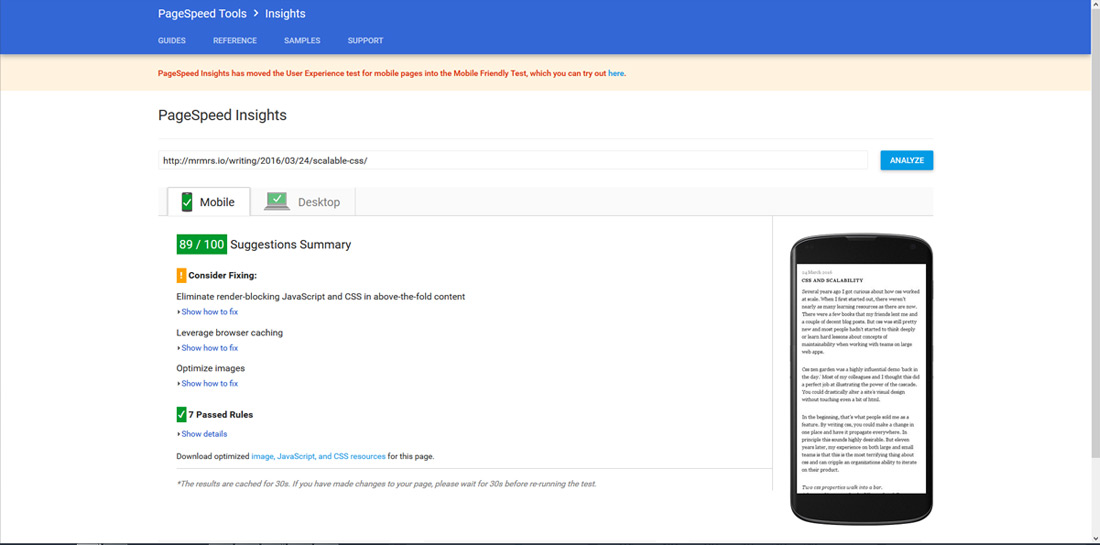 PageSpeed Tools > Insights
GUIDES REFERENCE SAMPLES SUPPORT
PageSpeed Insights has moved the User Experience test for mobile pages into the Mobile Friendly Test, which you can try out here.
PageSpeed Insights
http://mrmrs.io/writing/2016/03/24/scalable-css/
ANALYZE
Mobile Desktop
89 / 100 Suggestions Summary
! Consider Fixing:
Eliminate render-blocking JavaScript and CSS in above-the-fold content
Show how to fix
Leverage browser caching
Show how to fix
Optimize images
Show how to fix
7 Passed Rules
Show details
Download optimized image, JavaScript, and CSS resources for this page.
*The results are cached for 30s. If you have made changes to your page, please wait for 30s before re-running the test.
24 March 2016
CSS AND SCALABILITY
Several years ago I got curious about how css worked
at scale. When I first started out, there weren't
nearly as many learning resources as there are now.
There were a few books that my friends lent me and
a couple of decent blog posts. But css was still pretty
new and most people hadn't started to think deeply
or learn hard lessons about concepts of
maintainability when working with teams on large
web apps.
Css zen garden was a highly influential demo 'back in
the day.' Most of my colleagues and I thought this did
a perfect job at illustrating the power of the cascade.
You could drastically alter a site's visual design
without touching even a bit of html.
In the beginning, that's what people sold me as a
feature. By writing css, you could make a change in
one place and have it propagate everywhere. In
principle this sounds highly desirable. But eleven
years later, my experience on both large and small
teams is that this is the most terrifying thing about
css and can cripple an organizations ability to iterate
on their product.
Two css properties walk into a bar.